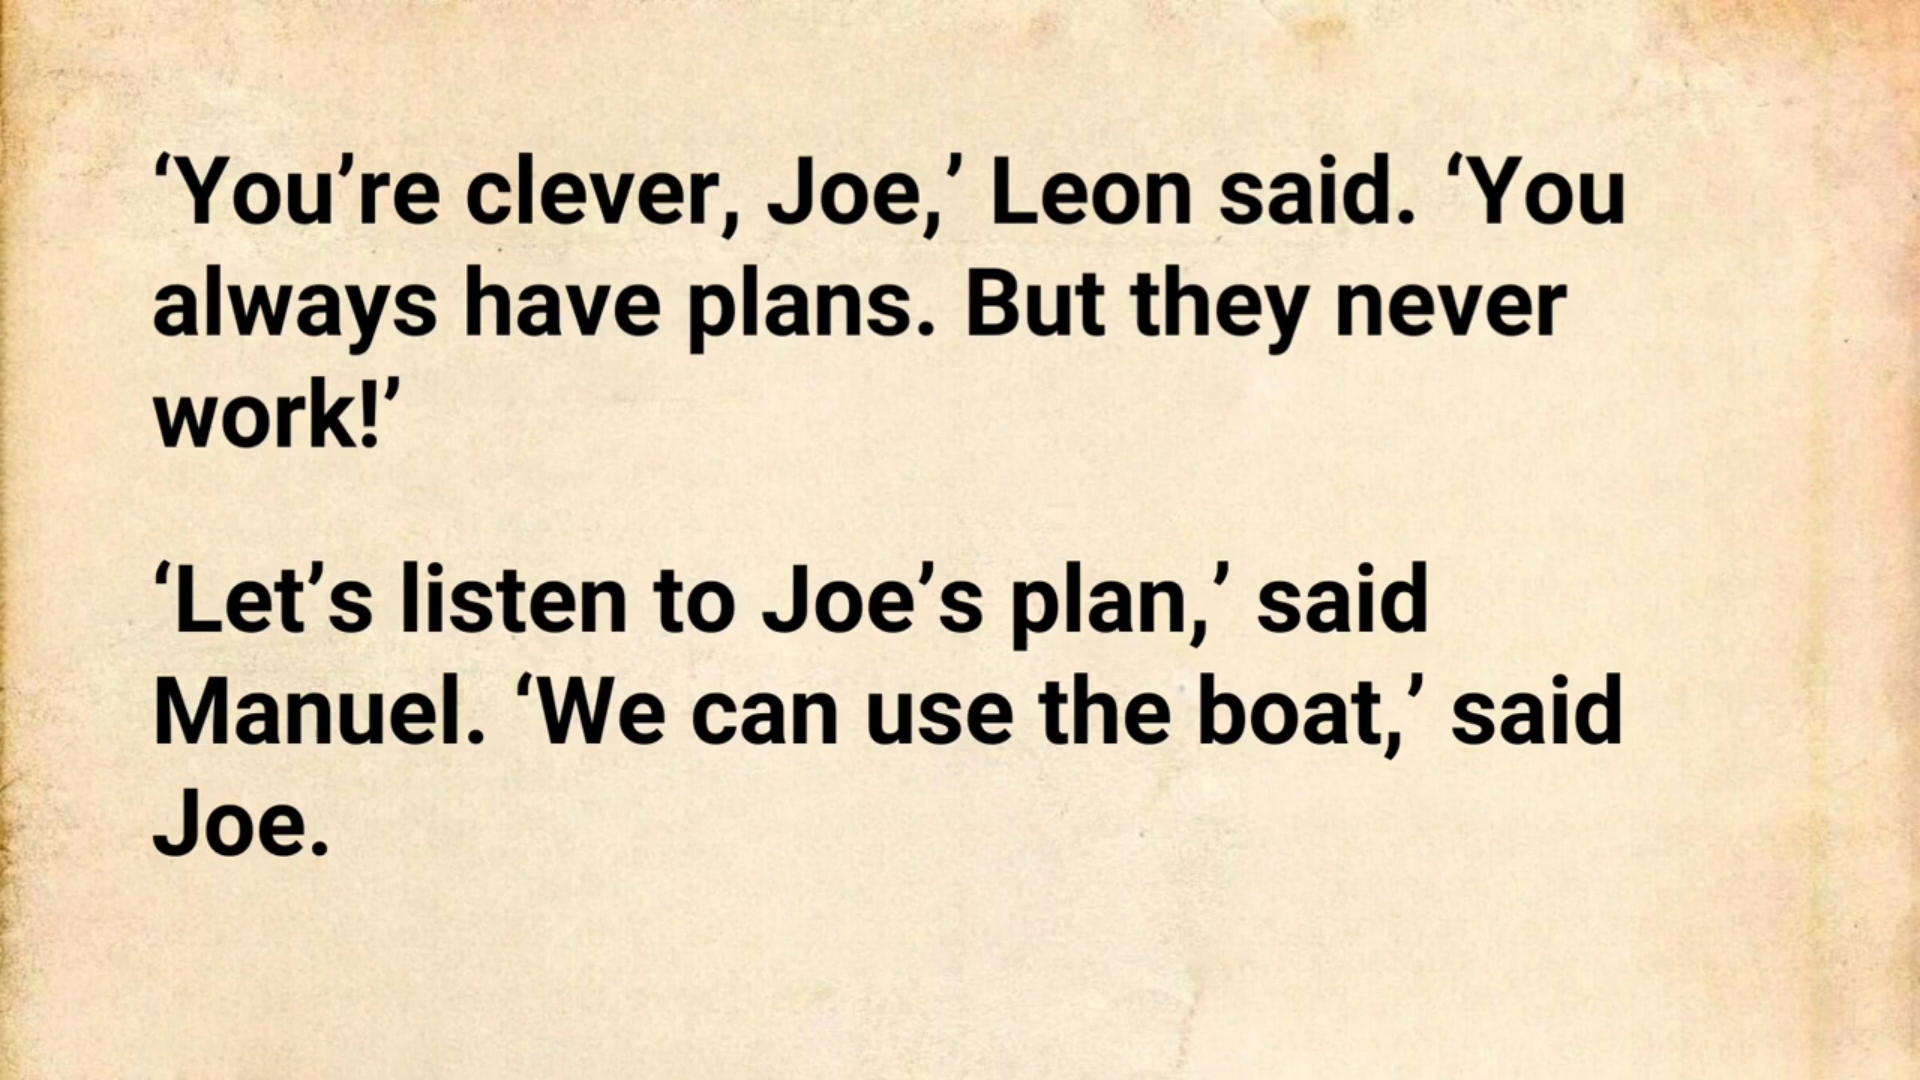 ‘You’re clever, Joe,’ Leon said. ‘You
always have plans. But they never
work!’
‘Let’s listen to Joe’s plan,’ said
Manuel. ‘We can use the boat,’ said
Joe.